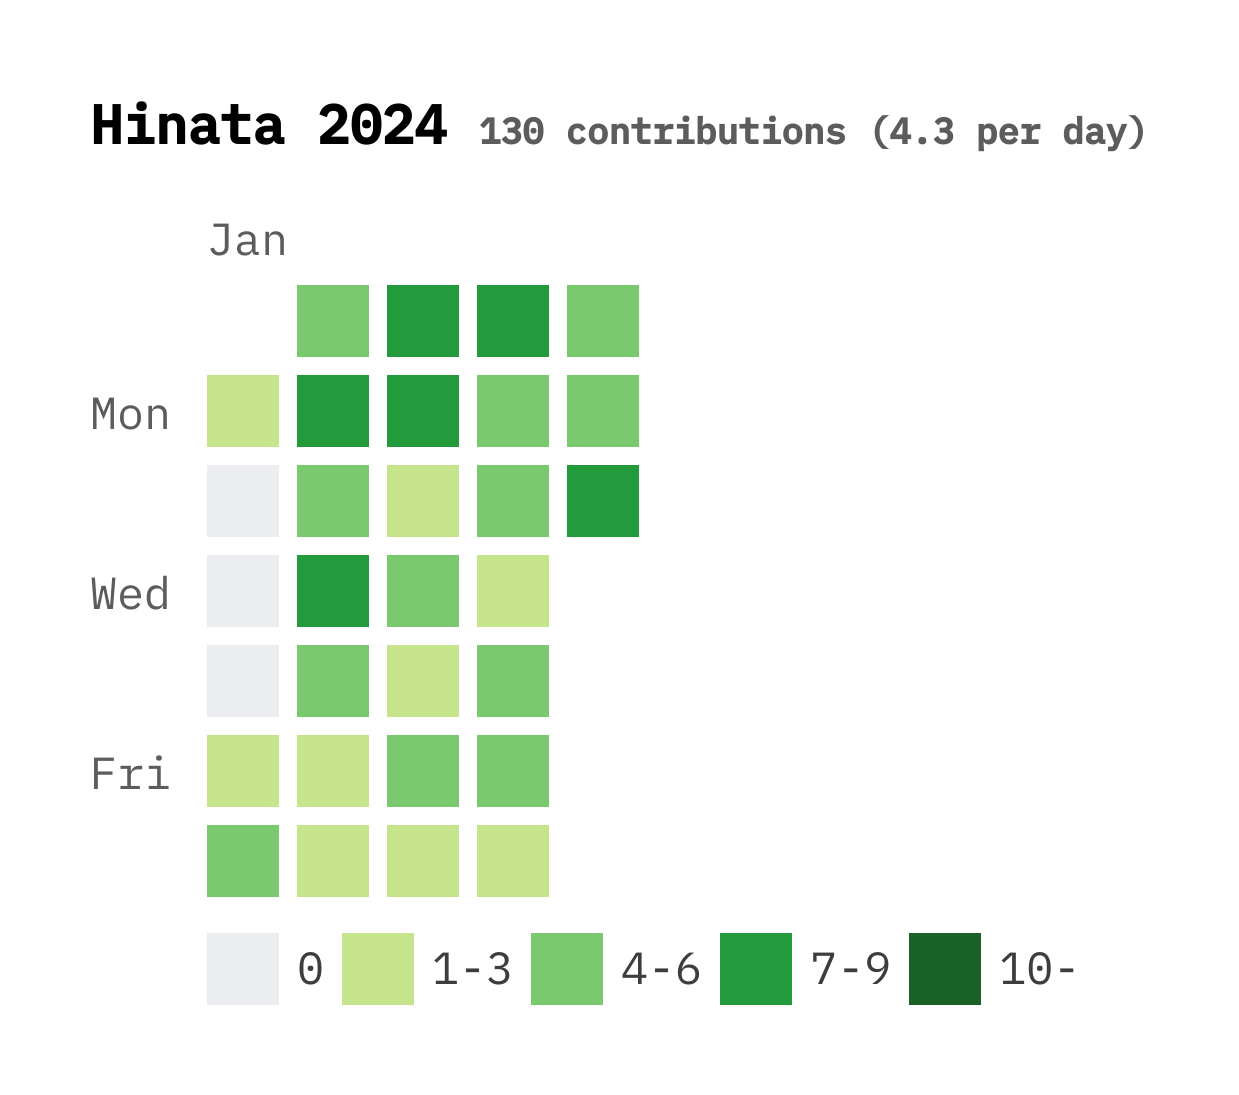 Hinata 2024 130 contributions (4.3 per day)
Jan
Mon
Wed
Fri
0 1-3 4-6 7-9 10-